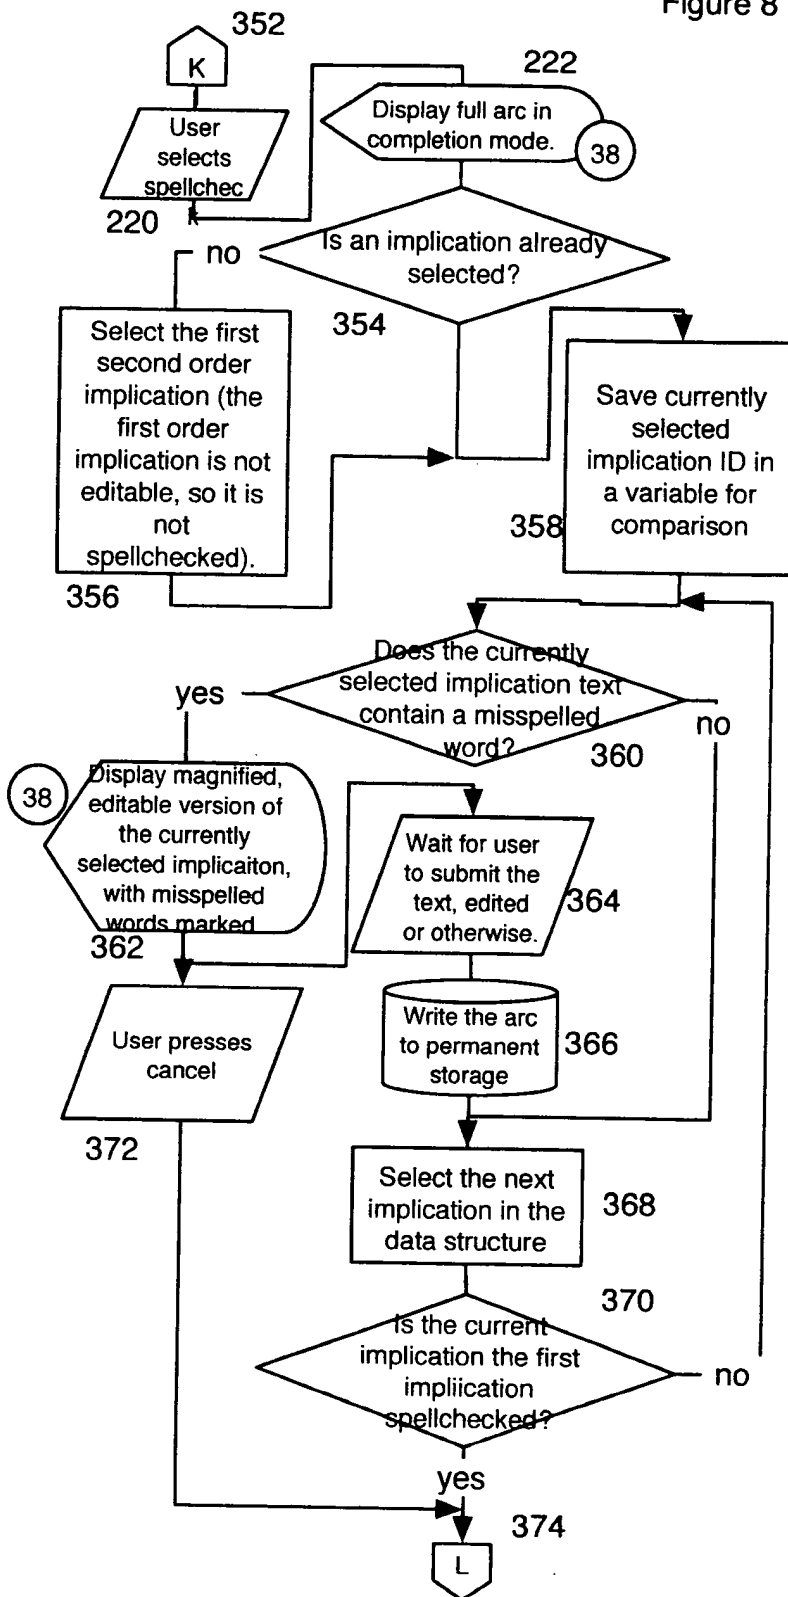 Figure 8
352
K
User
selects
spellchec
k
220
222
Display full arc in
completion mode.
38
Is an implication already
selected?
no
354
Select the first
second order
implication (the
first order
implication is not
editable, so it is
not
spellchecked).
356
Save currently
selected
implication ID in
a variable for
comparison
358
Does the currently
selected implication text
contain a misspelled
word?
yes
no
360
38
Display magnified,
editable version of
the currently
selected implicaiton,
with misspelled
words marked
362
Wait for user
to submit the
text, edited
or otherwise.
364
User presses
cancel
372
Write the arc
to permanent
storage
366
Select the next
implication in the
data structure
368
370
Is the current
implication the first
impliication
spellchecked?
no
yes
374
L